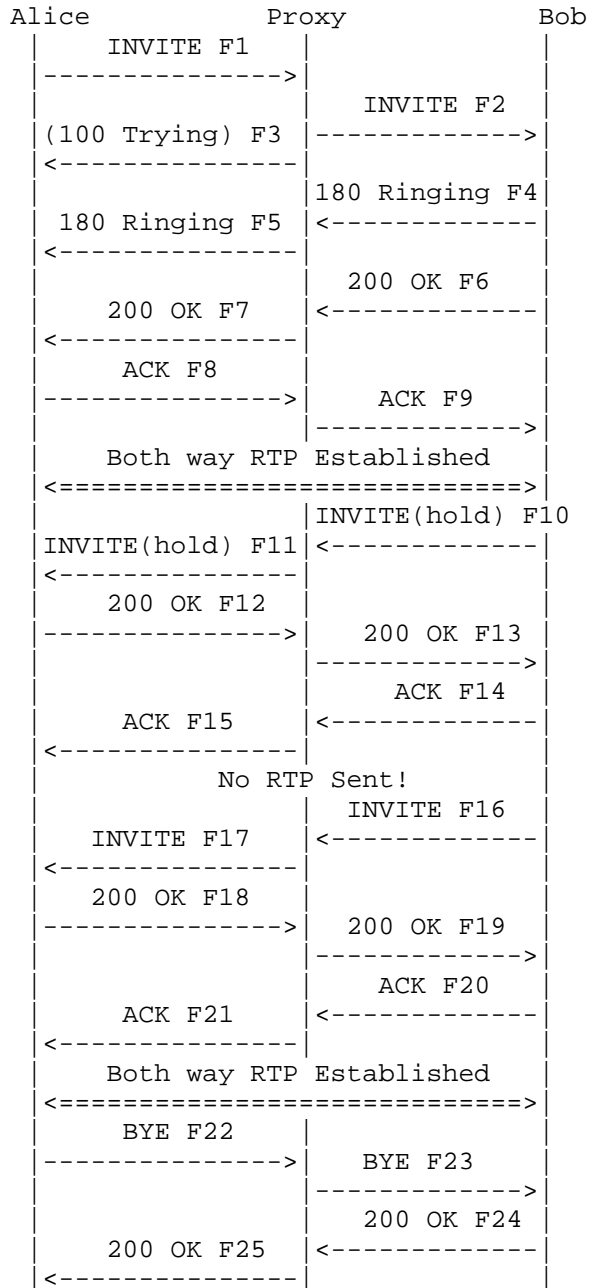 Alice Proxy Bob
INVITE F1
INVITE F2
(100 Trying) F3
180 Ringing F4
180 Ringing F5
200 OK F6
200 OK F7
ACK F8
ACK F9
Both way RTP Established
INVITE(hold) F10
INVITE(hold) F11
200 OK F12
200 OK F13
ACK F14
ACK F15
No RTP Sent!
INVITE F16
INVITE F17
200 OK F18
200 OK F19
ACK F20
ACK F21
Both way RTP Established
BYE F22
BYE F23
200 OK F24
200 OK F25